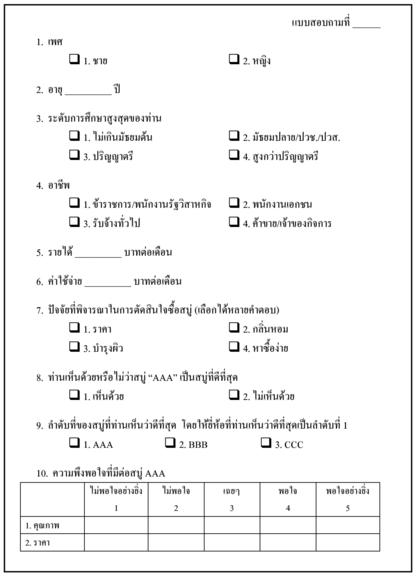 แบบสอบถามที่ ______
1. เพศ
❑ 1. ชาย ❑ 2. หญิง
2. อายุ __________ ปี
3. ระดับการศึกษาสูงสุดของท่าน
❑ 1. ไม่เกินมัธยมต้น ❑ 2. มัธยมปลาย/ปวช./ปวส.
❑ 3. ปริญญาตรี ❑ 4. สูงกว่าปริญญาตรี
4. อาชีพ
❑ 1. ข้าราชการ/พนักงานรัฐวิสาหกิจ ❑ 2. พนักงานเอกชน
❑ 3. รับจ้างทั่วไป ❑ 4. ค้าขาย/เจ้าของกิจการ
5. รายได้ __________ บาทต่อเดือน
6. ค่าใช้จ่าย __________ บาทต่อเดือน
7. ปัจจัยที่พิจารณาในการตัดสินใจซื้อสบู่ (เลือกได้หลายคำตอบ)
❑ 1. ราคา ❑ 2. กลิ่นหอม
❑ 3. บำรุงผิว ❑ 4. หาซื้อง่าย
8. ท่านเห็นด้วยหรือไม่ว่าสบู่ “AAA” เป็นสบู่ที่ดีที่สุด
❑ 1. เห็นด้วย ❑ 2. ไม่เห็นด้วย
9. ลำดับที่ของสบู่ที่ท่านเห็นว่าดีที่สุด โดยให้ยี่ห้อที่ท่านเห็นว่าดีที่สุดเป็นลำดับที่ 1
❑ 1. AAA ❑ 2. BBB ❑ 3. CCC
10. ความพึงพอใจที่มีต่อสบู่ AAA
ไม่พอใจอย่างยิ่ง ไม่พอใจ เฉยๆ พอใจ พอใจอย่างยิ่ง
1 2 3 4 5
1. คุณภาพ
2. ราคา